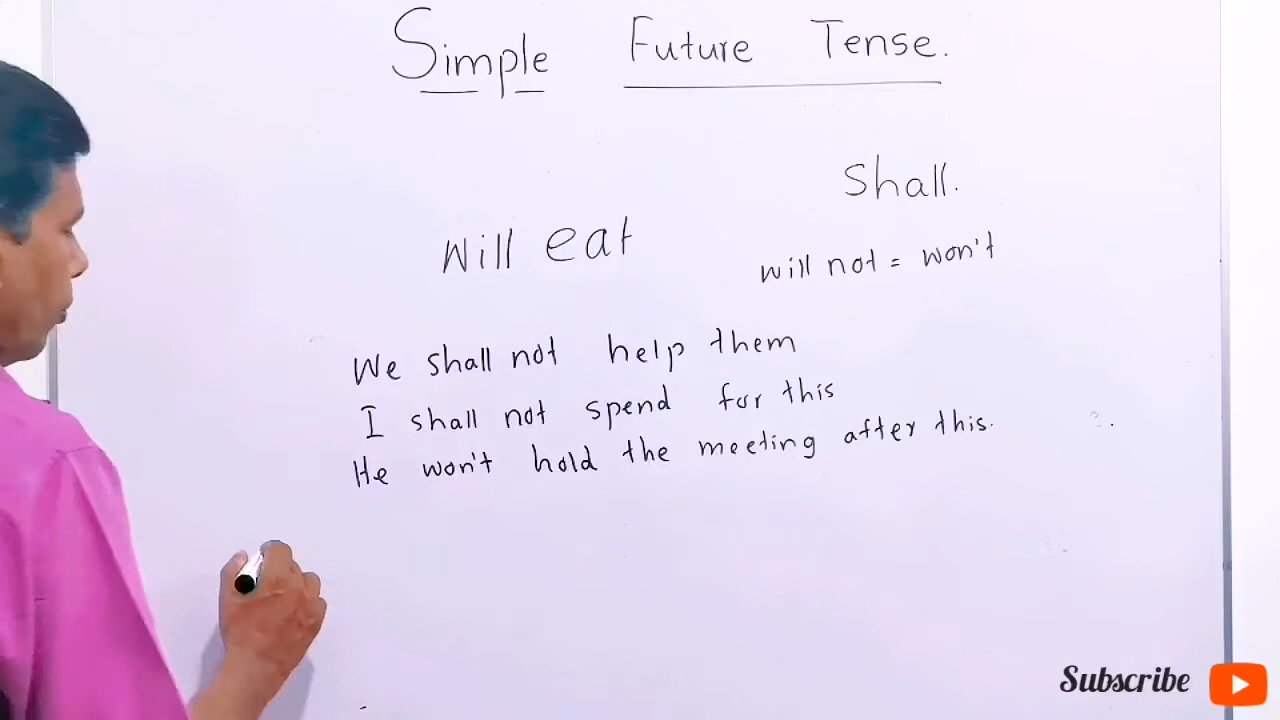 Simple Future Tense.
Shall.
Will eat
will not = won't
We shall not help them
I shall not spend for this
He won't hold the meeting after this.
Subscribe